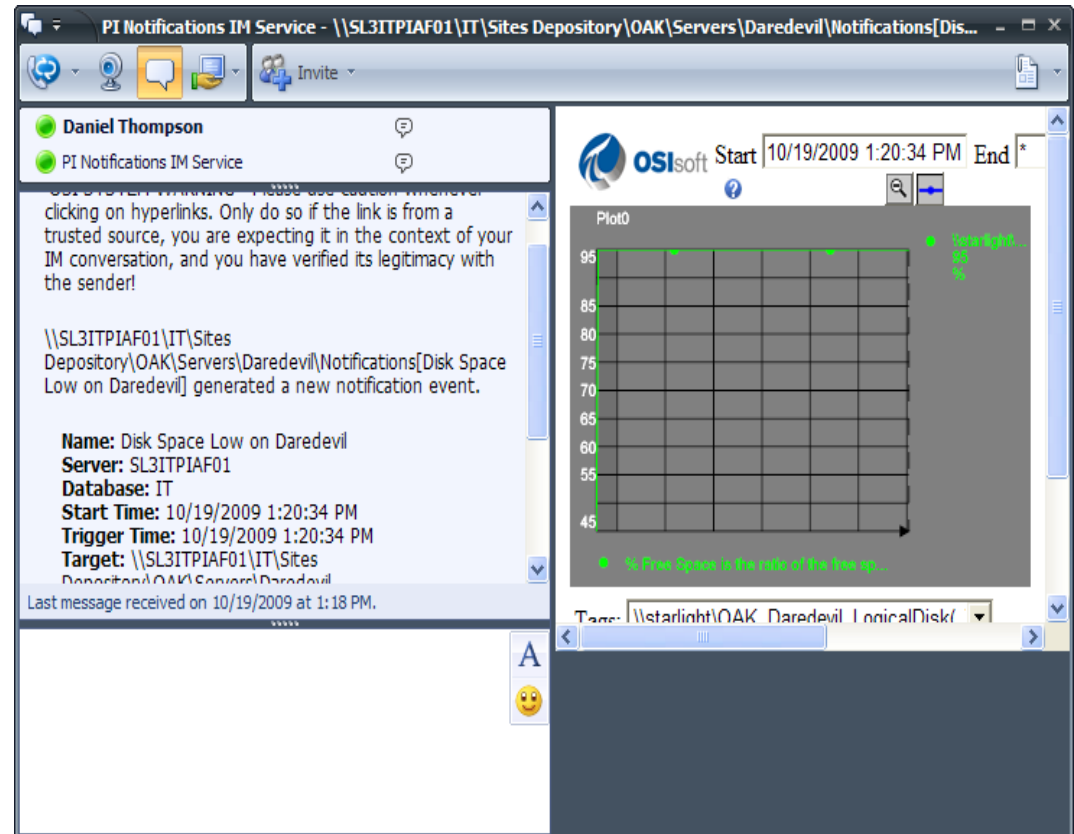 PI Notifications IM Service - \\SL3ITPIAF01\IT\Sites Depository\OAK\Servers\Daredevil\Notifications[Dis...
Invite
Daniel Thompson
PI Notifications IM Service
clicking on hyperlinks. Only do so if the link is from a
trusted source, you are expecting it in the context of your
IM conversation, and you have verified its legitimacy with
the sender!
\\SL3ITPIAF01\IT\Sites
Depository\OAK\Servers\Daredevil\Notifications[Disk Space
Low on Daredevil] generated a new notification event.
Name: Disk Space Low on Daredevil
Server: SL3ITPIAF01
Database: IT
Start Time: 10/19/2009 1:20:34 PM
Trigger Time: 10/19/2009 1:20:34 PM
Target: \\SL3ITPIAF01\IT\Sites
Depository\OAK\Servers\Daredevil
Last message received on 10/19/2009 at 1:18 PM.
A
OSIsoft Start 10/19/2009 1:20:34 PM End *
Plot0
\\starlight\...
95
%
95
85
80
75
70
65
60
55
45
% Free Space is the ratio of the free sp...
Tags: \\starlight\OAK_Daredevil_LogicalDisk(